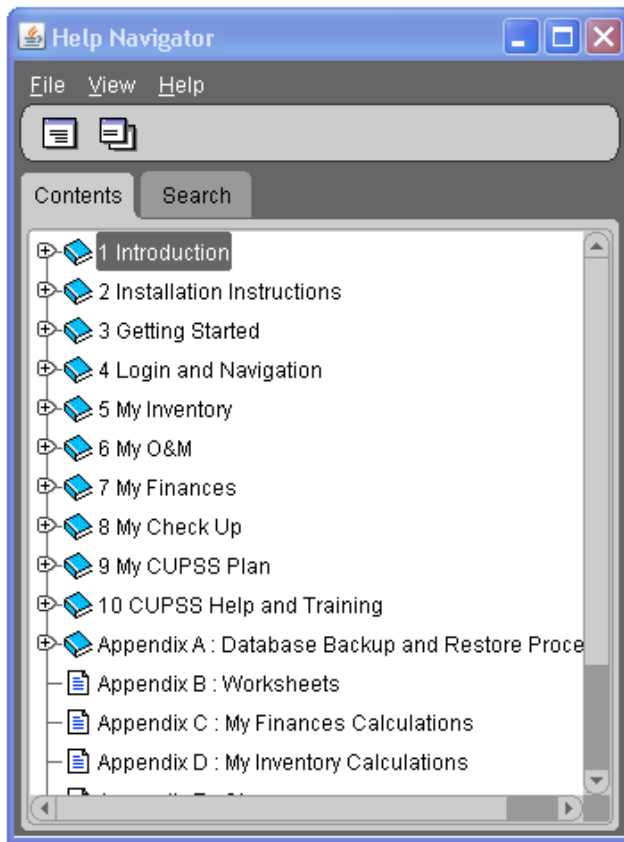 Help Navigator
File View Help
Contents Search
1 Introduction
2 Installation Instructions
3 Getting Started
4 Login and Navigation
5 My Inventory
6 My O&M
7 My Finances
8 My Check Up
9 My CUPSS Plan
10 CUPSS Help and Training
Appendix A : Database Backup and Restore Proce
Appendix B : Worksheets
Appendix C : My Finances Calculations
Appendix D : My Inventory Calculations